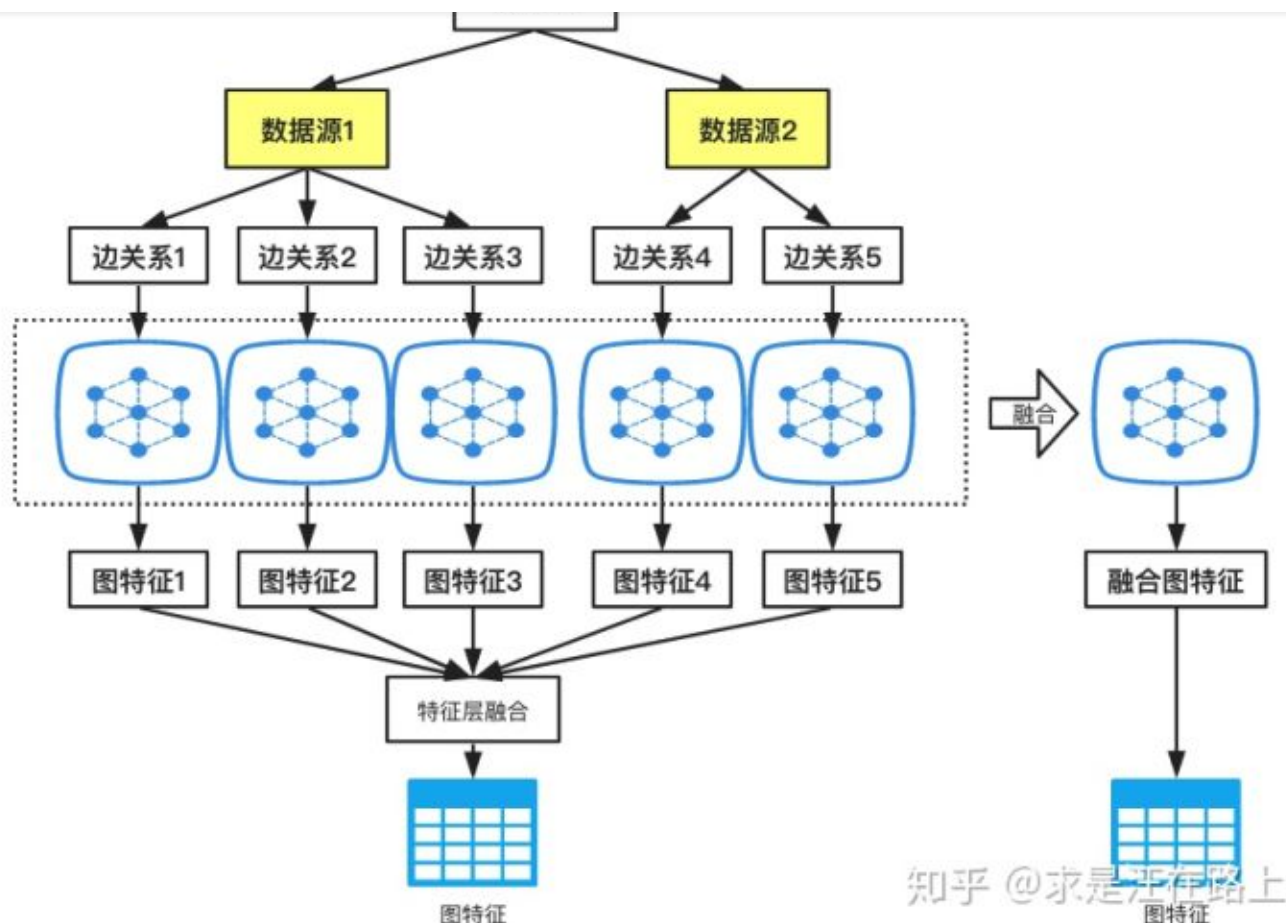 数据源1
数据源2
边关系1
边关系2
边关系3
边关系4
边关系5
融合
图特征1
图特征2
图特征3
图特征4
图特征5
融合图特征
特征层融合
知乎 @求是汪在路上
图特征
图特征